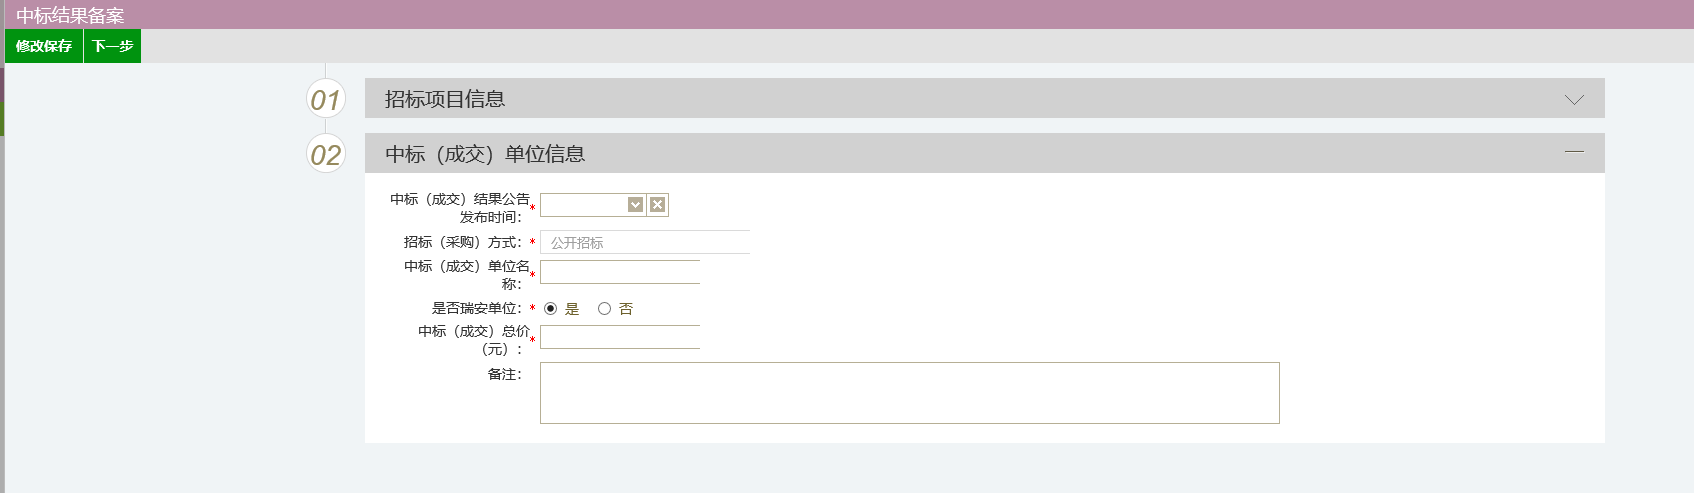 中标结果备案
修改保存 下一步
01 招标项目信息
02 中标（成交）单位信息
中标（成交）结果公告
发布时间：*
招标（采购）方式：* 公开招标
中标（成交）单位名
称：*
是否瑞安单位：* 是 否
中标（成交）总价
（元）：*
备注：